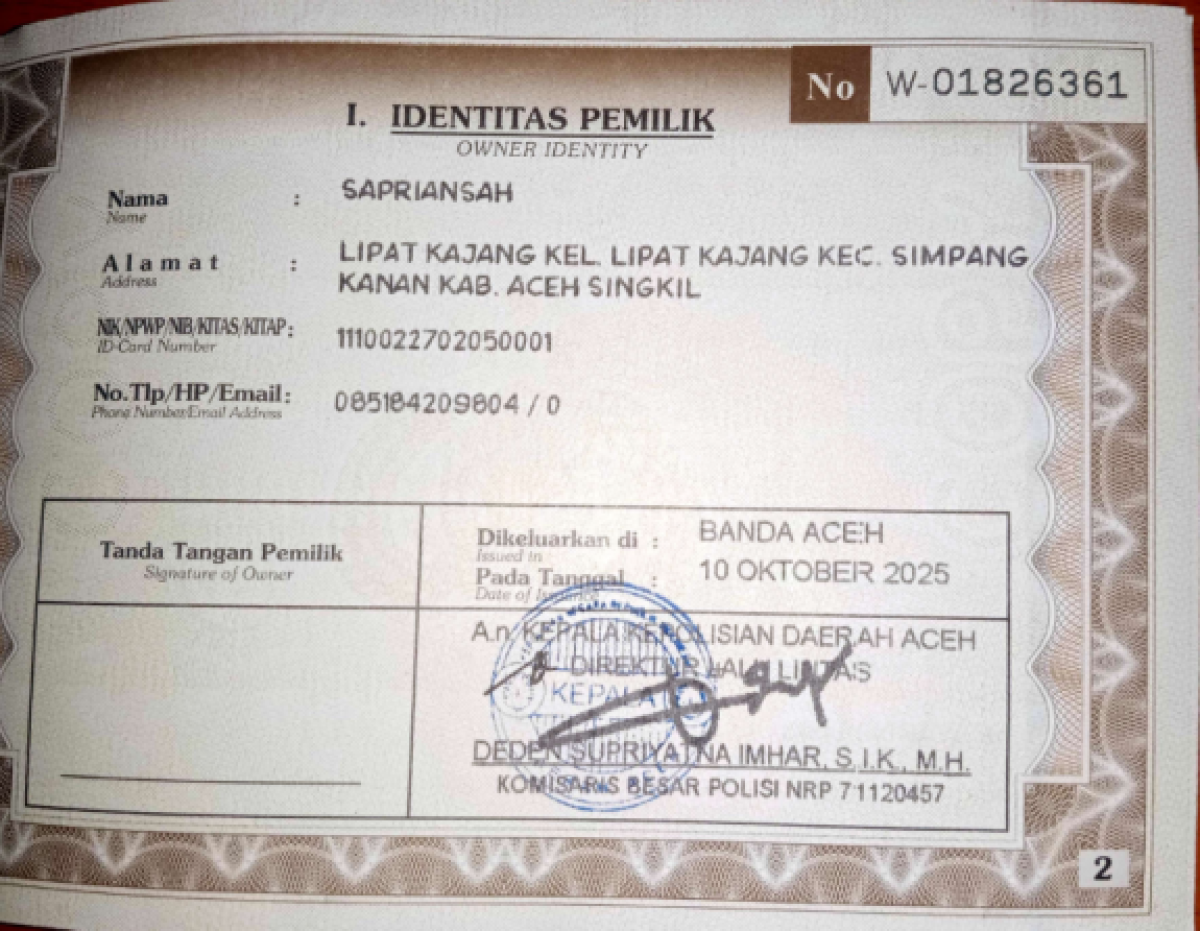 No W-01826361
I. IDENTITAS PEMILIK
OWNER IDENTITY
Nama : SAPRIANSAH
Name
Alamat : LIPAT KAJANG KEL. LIPAT KAJANG KEC. SIMPANG
Address
KANAN KAB. ACEH SINGKIL
NIK/NPWP/NIB/KITAS/KITAP : 1110022702050001
ID Card Number
No.Tlp/HP/Email : 085184209804 / 0
Phone Number/Email Address
Tanda Tangan Pemilik
Signature of Owner
Dikeluarkan di : BANDA ACEH
Issued in
Pada Tanggal : 10 OKTOBER 2025
Date of
A.n. KEPALA KEPOLISIAN DAERAH ACEH
DIREKTUR LALU LINTAS
KEPALA
DEDEN SUPRIYATNA IMHAR, S.I.K., M.H.
KOMISARIS BESAR POLISI NRP 71120457
2